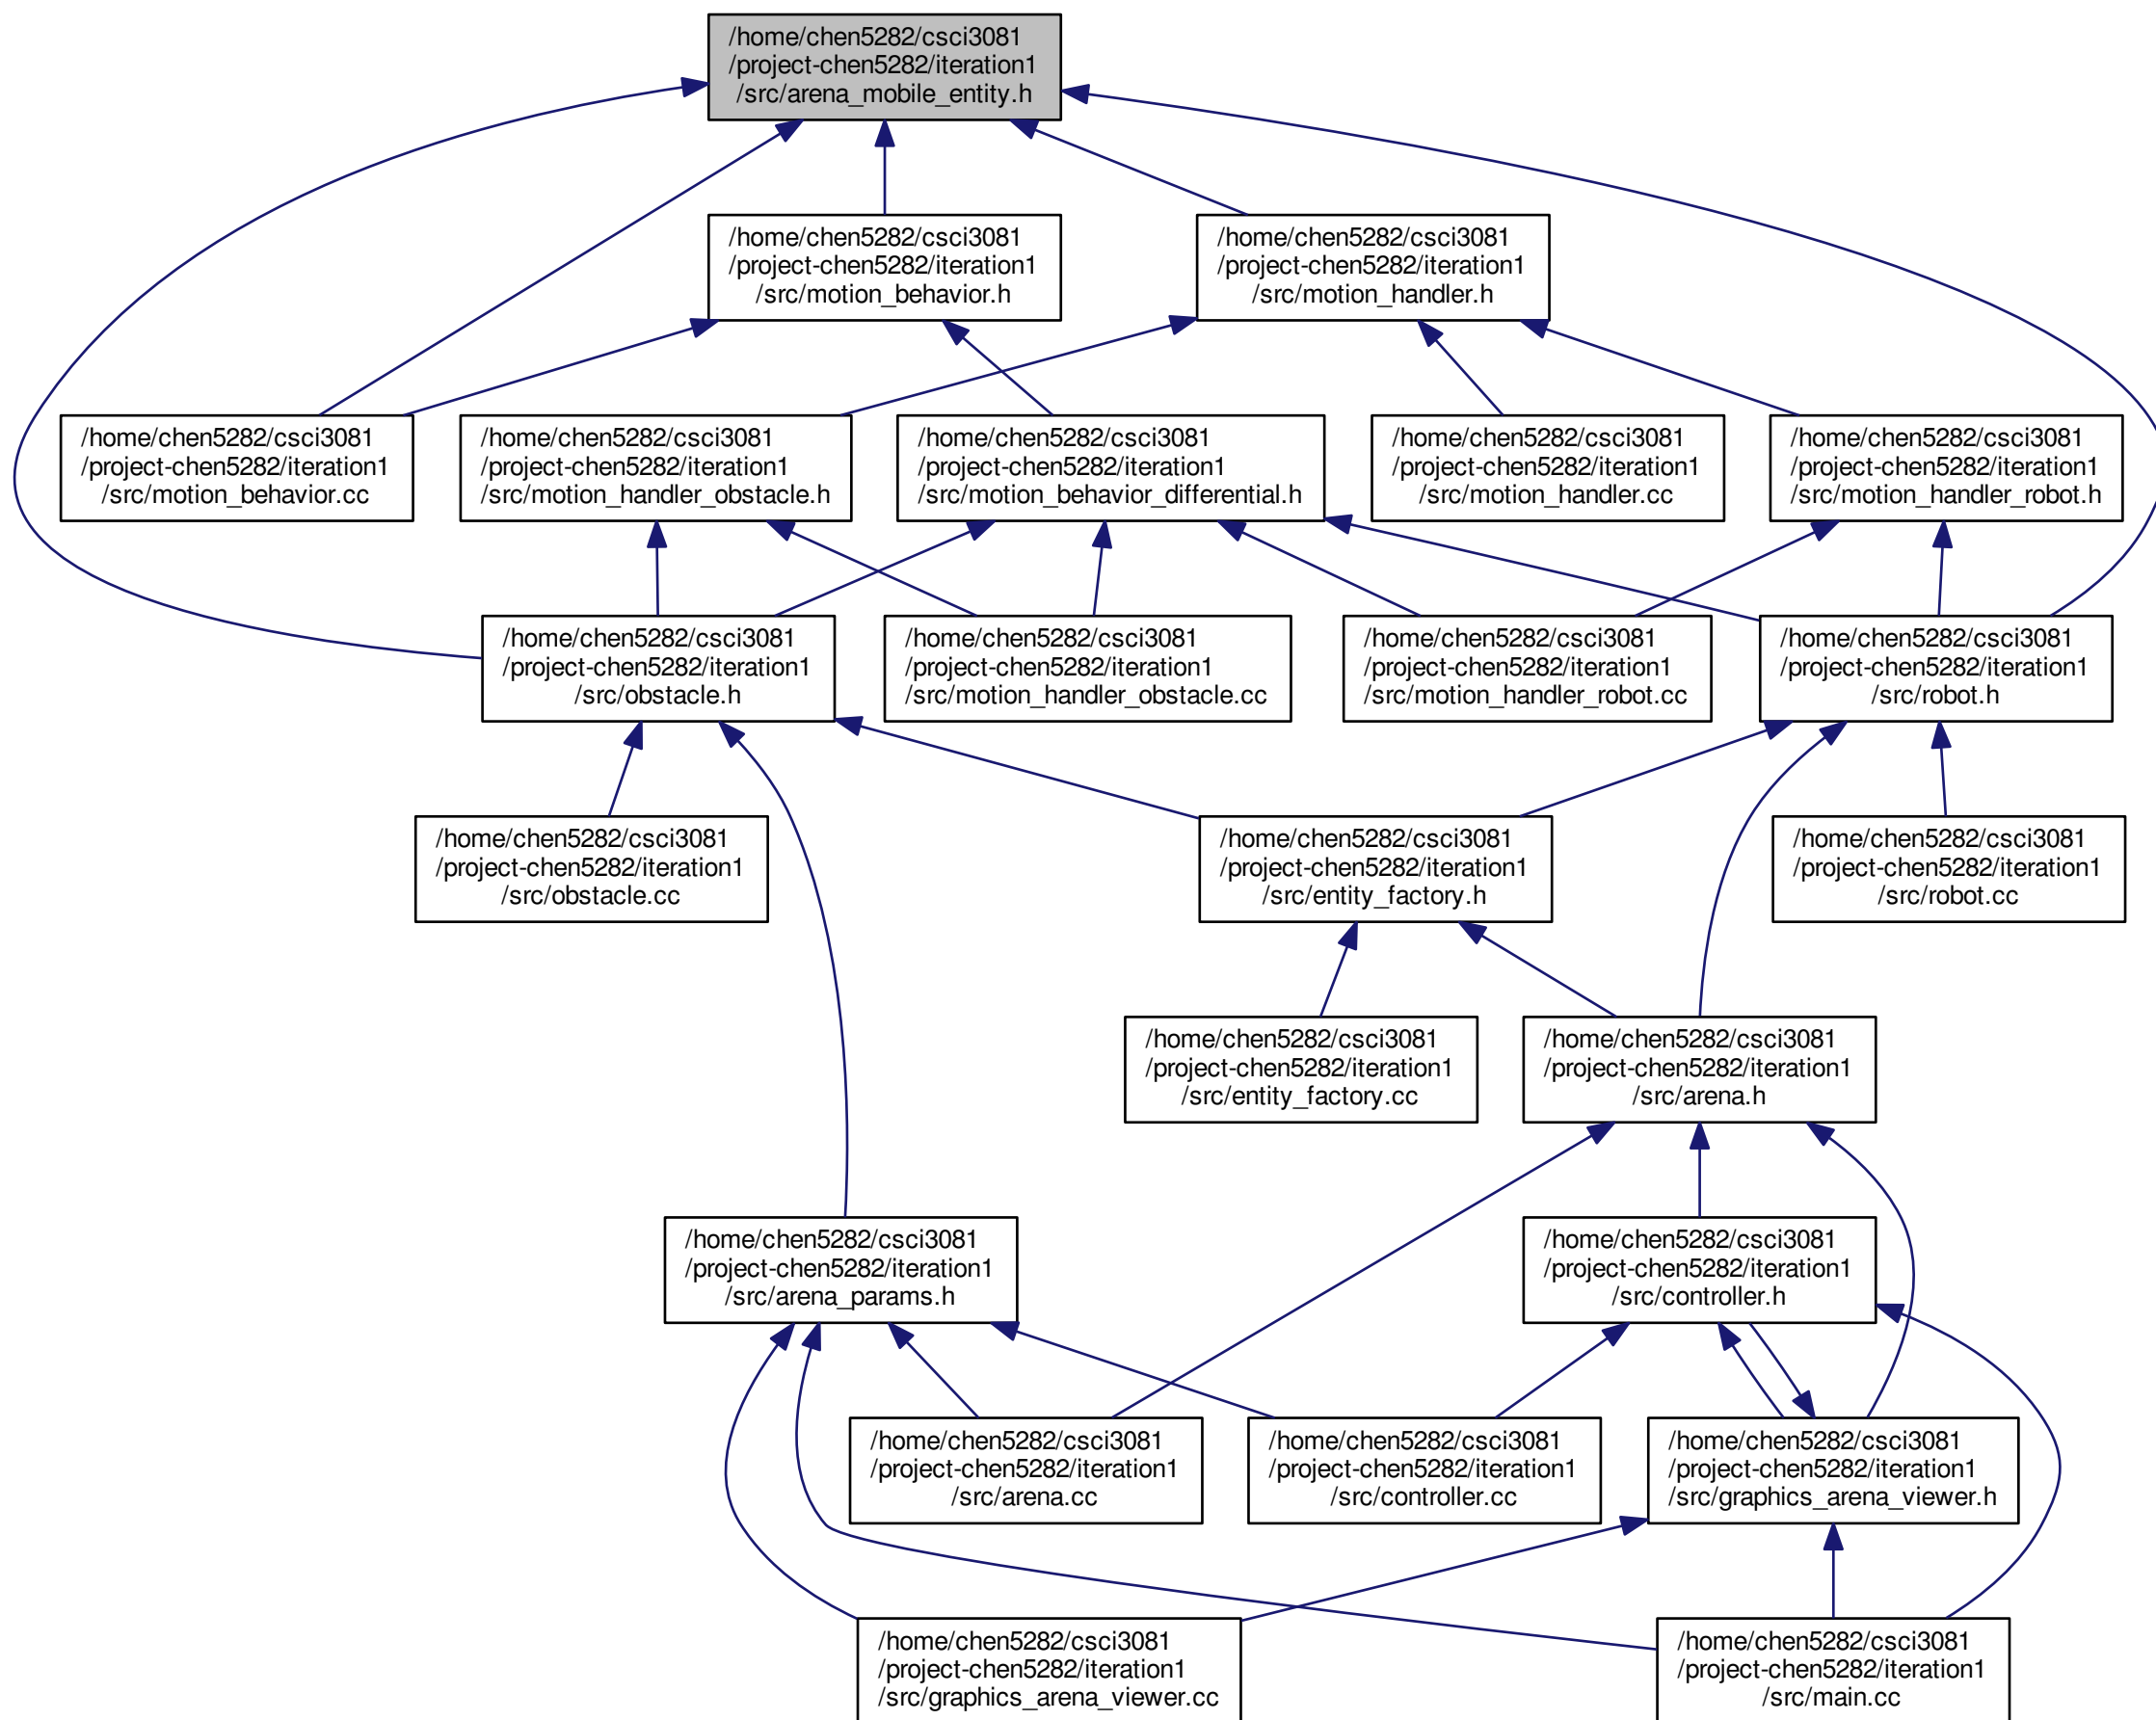 /home/chen5282/csci3081
/project-chen5282/iteration1
/src/arena_mobile_entity.h
/home/chen5282/csci3081
/project-chen5282/iteration1
/src/motion_behavior.h
/home/chen5282/csci3081
/project-chen5282/iteration1
/src/motion_handler.h
/home/chen5282/csci3081
/project-chen5282/iteration1
/src/motion_behavior.cc
/home/chen5282/csci3081
/project-chen5282/iteration1
/src/motion_handler_obstacle.h
/home/chen5282/csci3081
/project-chen5282/iteration1
/src/motion_behavior_differential.h
/home/chen5282/csci3081
/project-chen5282/iteration1
/src/motion_handler.cc
/home/chen5282/csci3081
/project-chen5282/iteration1
/src/motion_handler_robot.h
/home/chen5282/csci3081
/project-chen5282/iteration1
/src/obstacle.h
/home/chen5282/csci3081
/project-chen5282/iteration1
/src/motion_handler_obstacle.cc
/home/chen5282/csci3081
/project-chen5282/iteration1
/src/motion_handler_robot.cc
/home/chen5282/csci3081
/project-chen5282/iteration1
/src/robot.h
/home/chen5282/csci3081
/project-chen5282/iteration1
/src/obstacle.cc
/home/chen5282/csci3081
/project-chen5282/iteration1
/src/entity_factory.h
/home/chen5282/csci3081
/project-chen5282/iteration1
/src/robot.cc
/home/chen5282/csci3081
/project-chen5282/iteration1
/src/entity_factory.cc
/home/chen5282/csci3081
/project-chen5282/iteration1
/src/arena.h
/home/chen5282/csci3081
/project-chen5282/iteration1
/src/arena_params.h
/home/chen5282/csci3081
/project-chen5282/iteration1
/src/controller.h
/home/chen5282/csci3081
/project-chen5282/iteration1
/src/arena.cc
/home/chen5282/csci3081
/project-chen5282/iteration1
/src/controller.cc
/home/chen5282/csci3081
/project-chen5282/iteration1
/src/graphics_arena_viewer.h
/home/chen5282/csci3081
/project-chen5282/iteration1
/src/graphics_arena_viewer.cc
/home/chen5282/csci3081
/project-chen5282/iteration1
/src/main.cc